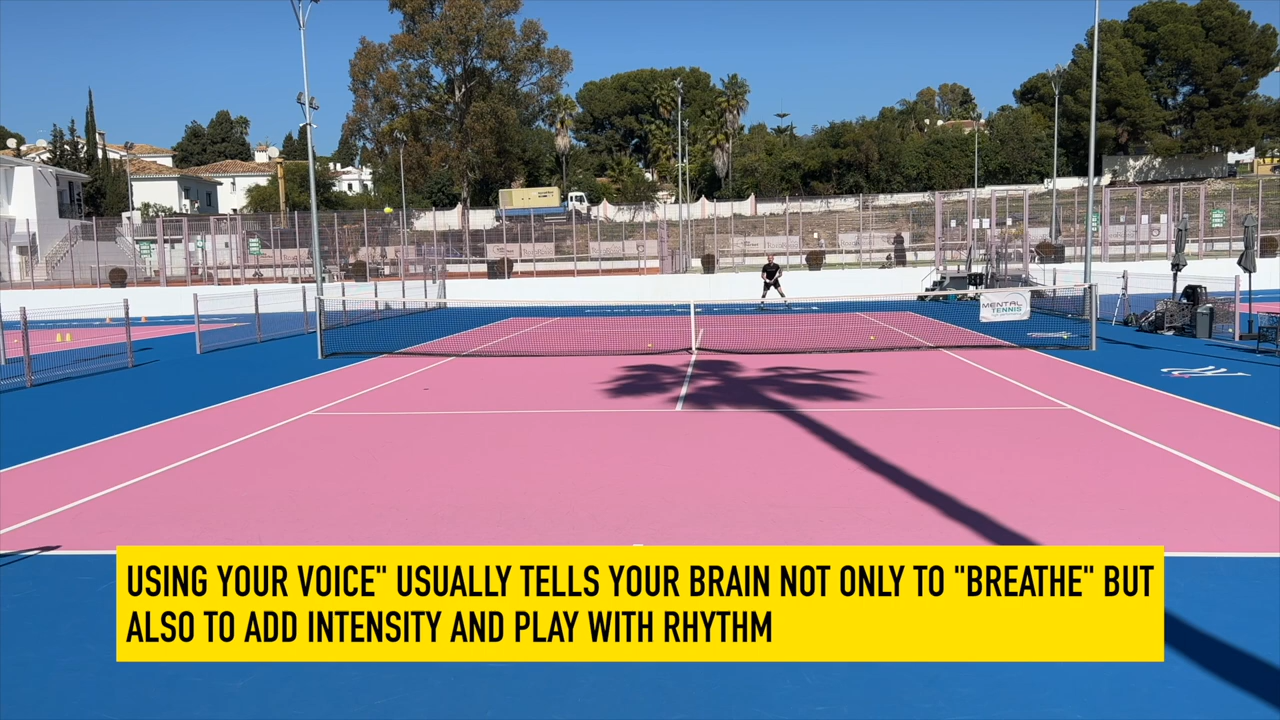 MENTAL
TENNIS
USING YOUR VOICE" USUALLY TELLS YOUR BRAIN NOT ONLY TO "BREATHE" BUT
ALSO TO ADD INTENSITY AND PLAY WITH RHYTHM